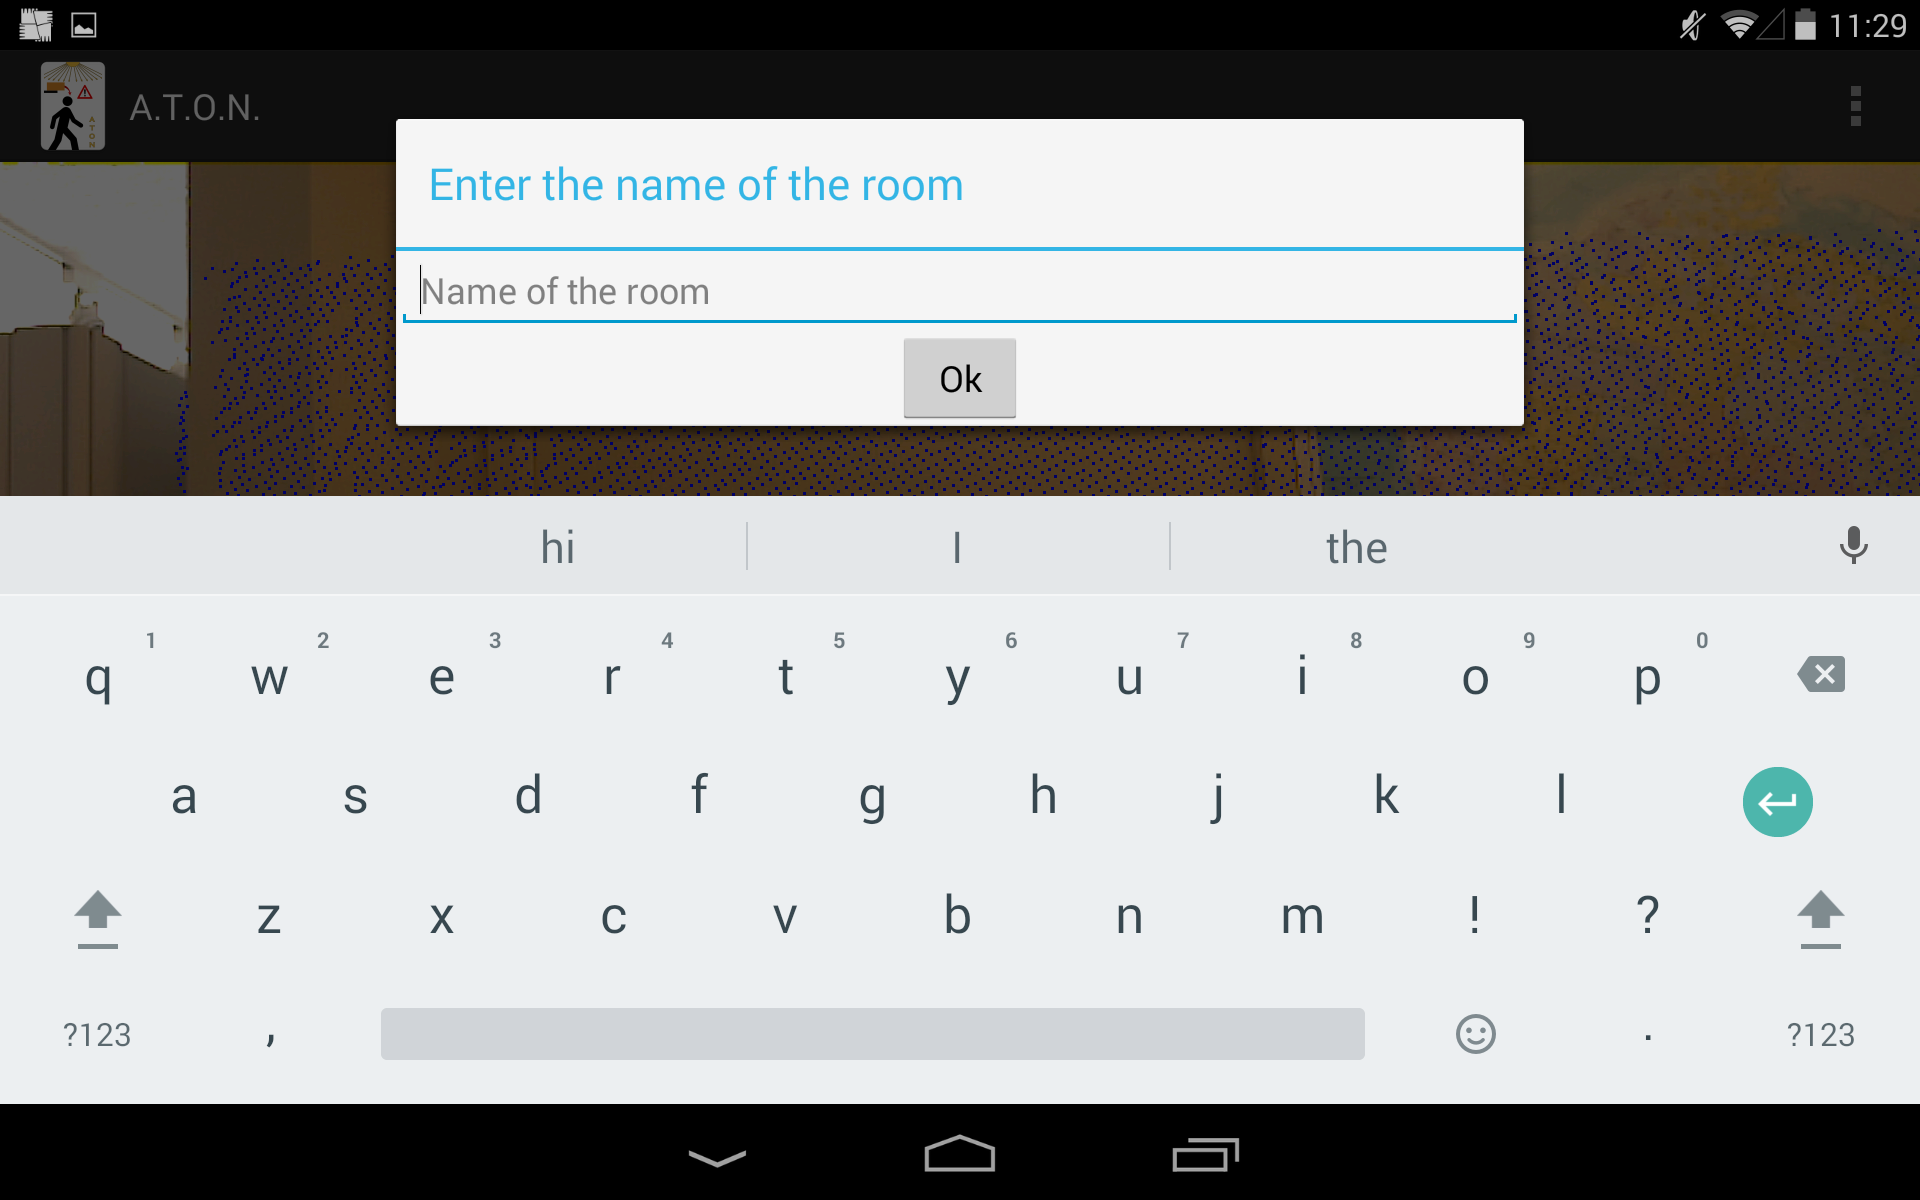 11:29
A
T
O
N
A.T.O.N.
Enter the name of the room
Name of the room
Ok
hi I the
1 2 3 4 5 6 7 8 9 0
q w e r t y u i o p
a s d f g h j k l
z x c v b n m ! ?
?123 , . ?123